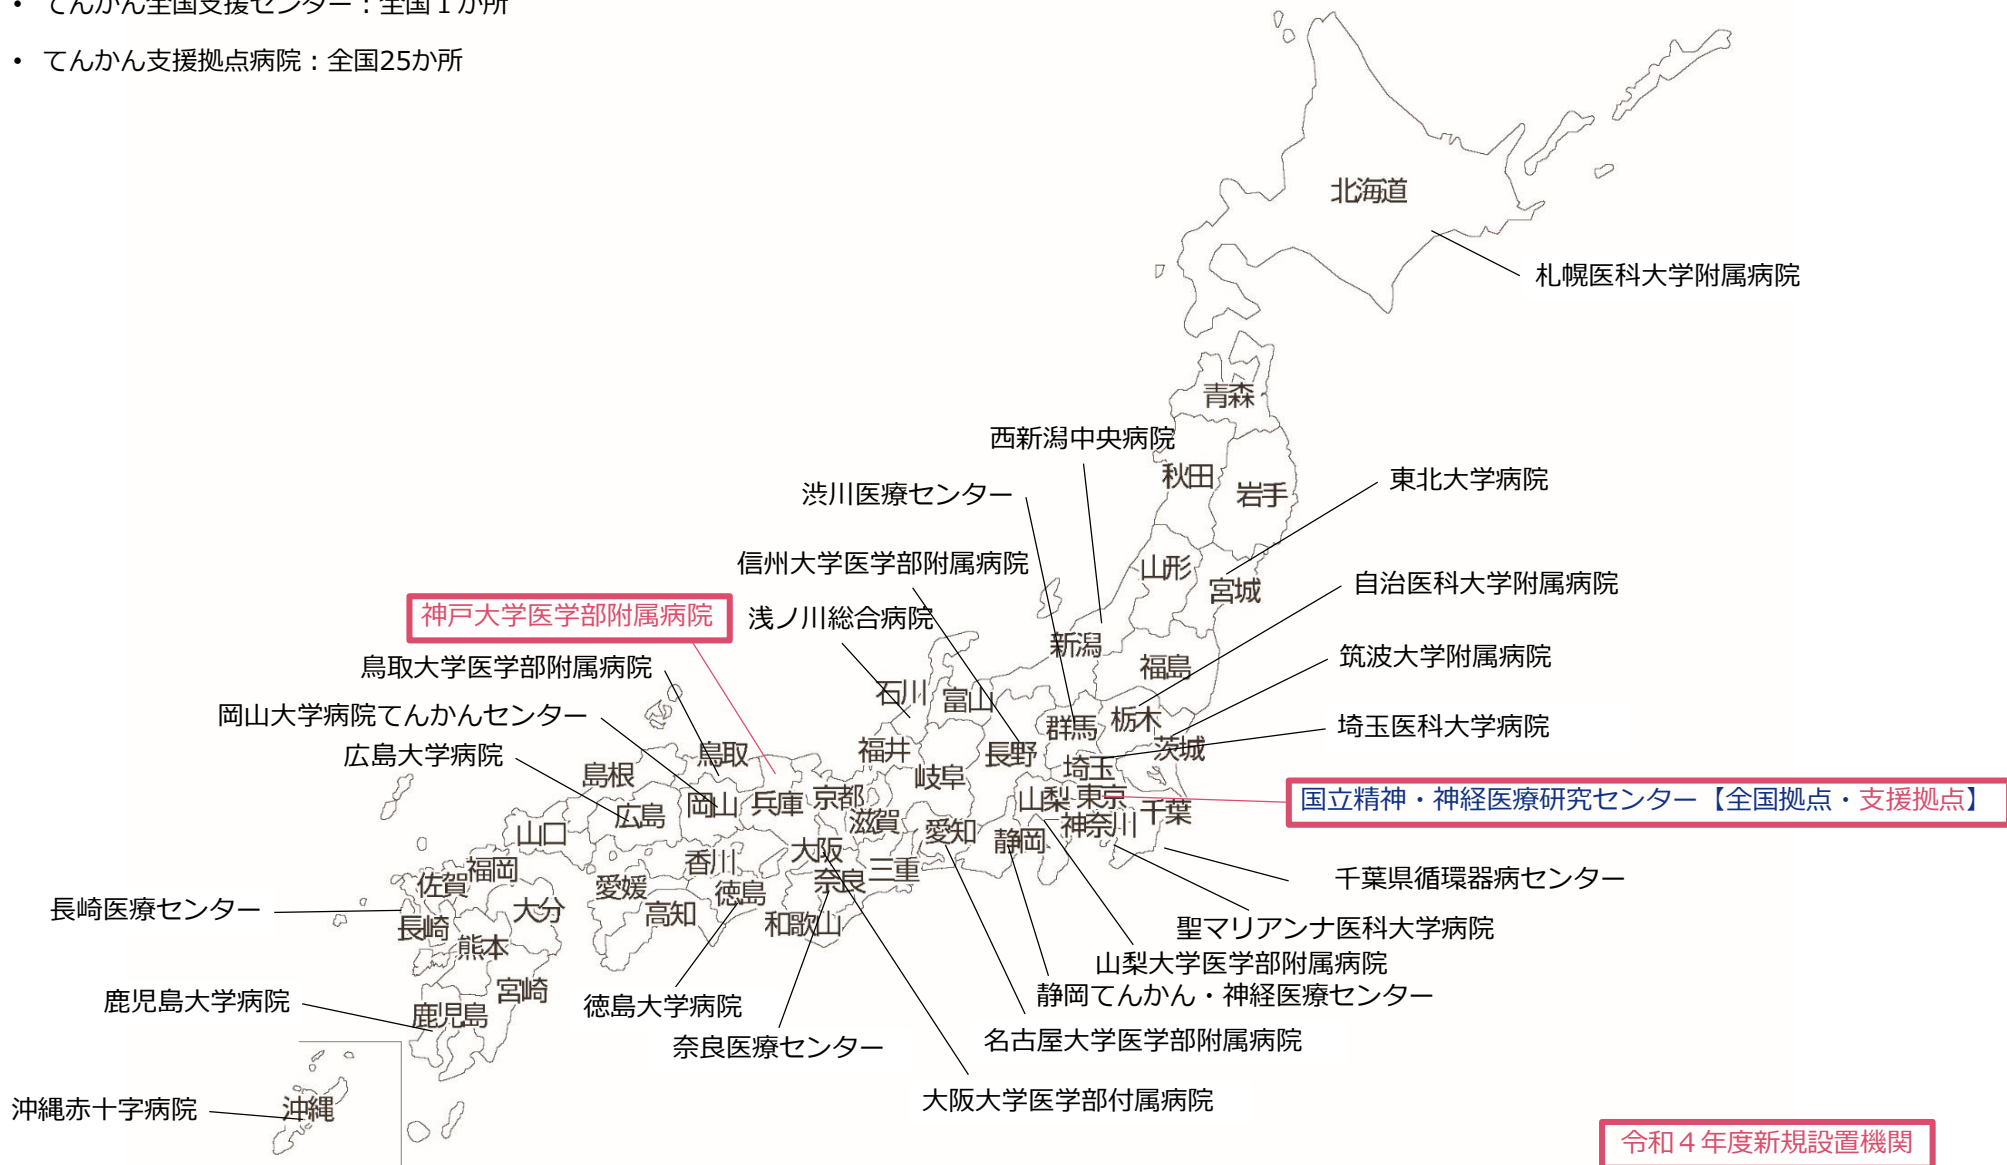 • てんかん全国支援センター：全国１か所
• てんかん支援拠点病院：全国25か所
北海道
札幌医科大学附属病院
青森
西新潟中央病院
秋田
岩手
東北大学病院
渋川医療センター
信州大学医学部附属病院
山形
宮城
自治医科大学附属病院
神戸大学医学部附属病院
浅ノ川総合病院
新潟
福島
筑波大学附属病院
鳥取大学医学部附属病院
石川
富山
岡山大学病院てんかんセンター
群馬
栃木
埼玉医科大学病院
広島大学病院
鳥取
福井
長野
茨城
島根
岐阜
埼玉
岡山
兵庫
京都
山梨
東京
国立精神・神経医療研究センター【全国拠点・支援拠点】
広島
滋賀
神奈川
千葉
山口
愛知
静岡
大阪
香川
福岡
佐賀
愛媛
徳島
奈良
三重
千葉県循環器病センター
長崎医療センター
大分
高知
和歌山
長崎
聖マリアンナ医科大学病院
熊本
山梨大学医学部附属病院
宮崎
静岡てんかん・神経医療センター
鹿児島大学病院
徳島大学病院
鹿児島
奈良医療センター
名古屋大学医学部附属病院
大阪大学医学部付属病院
沖縄赤十字病院
沖縄
令和４年度新規設置機関